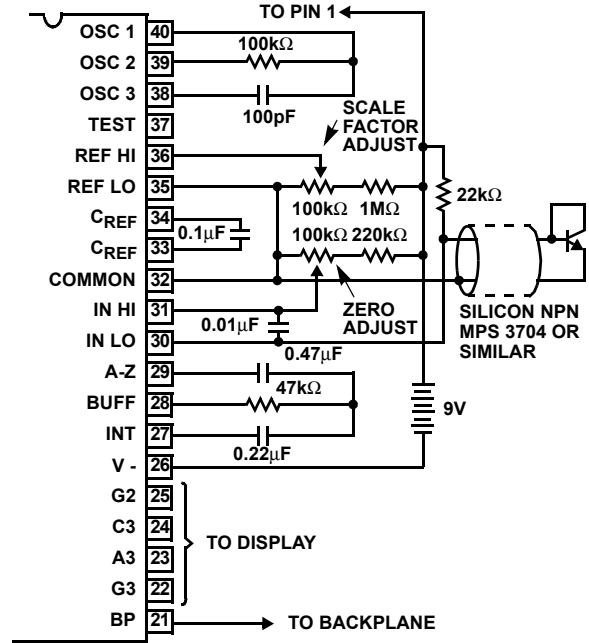 TO PIN 1
OSC 1 40
100kΩ
OSC 2 39
OSC 3 38
100pF
TEST 37
SCALE
FACTOR
ADJUST
REF HI 36
REF LO 35
100kΩ 1MΩ
22kΩ
CREF 34
0.1µF
100kΩ 220kΩ
CREF 33
COMMON 32
IN HI 31
0.01µF
ZERO
ADJUST
SILICON NPN
MPS 3704 OR
SIMILAR
IN LO 30
0.47µF
A-Z 29
47kΩ
BUFF 28
9V
INT 27
0.22µF
V - 26
G2 25
C3 24
TO DISPLAY
A3 23
G3 22
BP 21
TO BACKPLANE